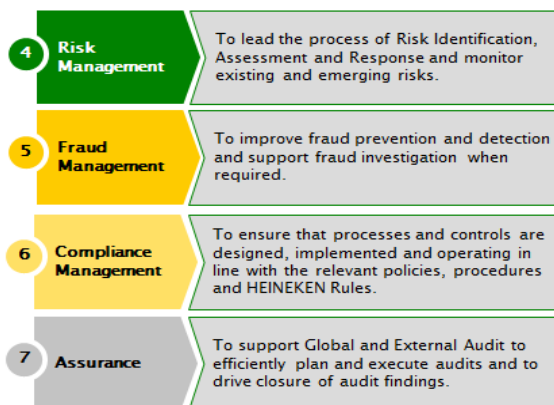 4
Risk
Management
To lead the process of Risk Identification,
Assessment and Response and monitor
existing and emerging risks.
5
Fraud
Management
To improve fraud prevention and detection
and support fraud investigation when
required.
6
Compliance
Management
To ensure that processes and controls are
designed, implemented and operating in
line with the relevant policies, procedures
and HEINEKEN Rules.
7
Assurance
To support Global and External Audit to
efficiently plan and execute audits and to
drive closure of audit findings.